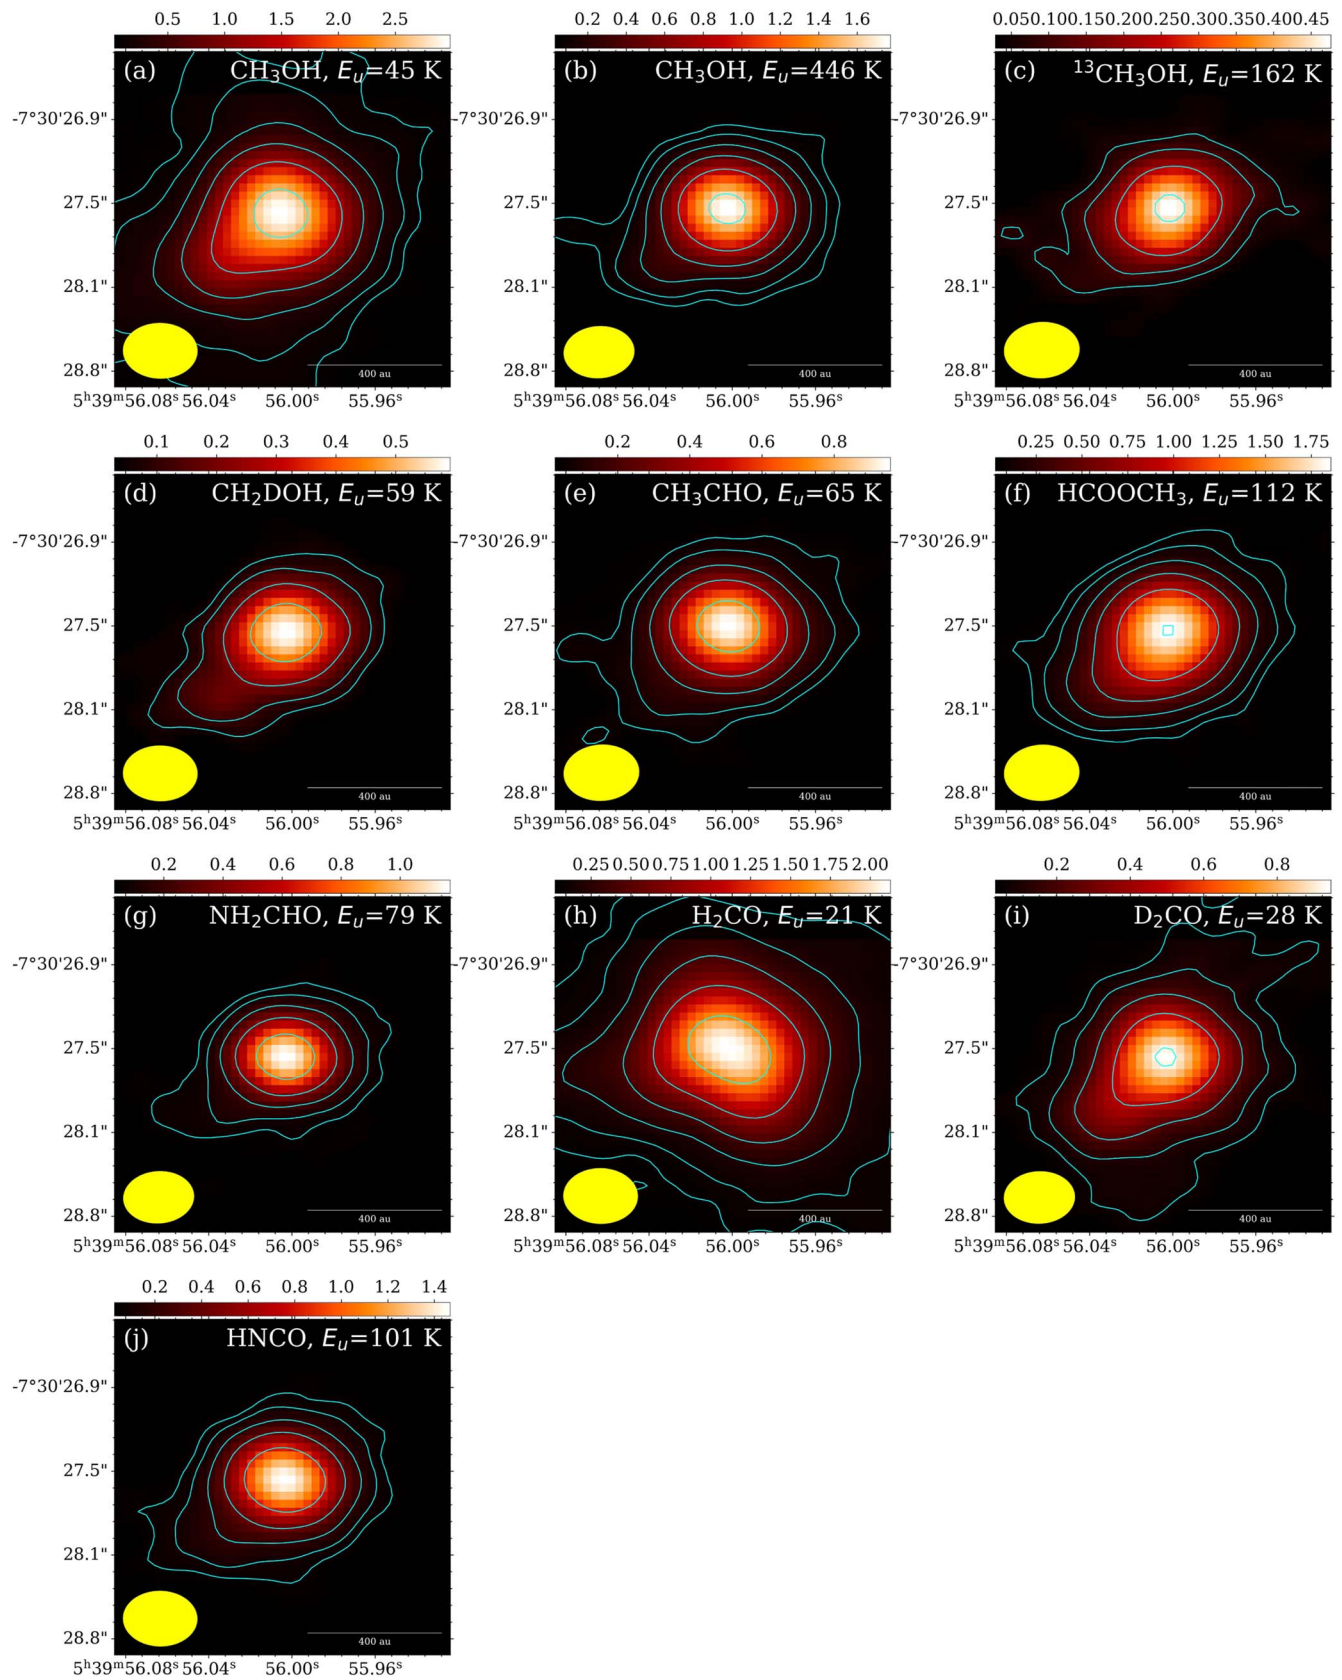 0.5 1.0 1.5 2.0 2.5
(a) CH₃OH, Eᵤ=45 K
-7°30'26.9"
27.5"
28.1"
28.8"
400 au
5ʰ39ᵐ56.08ˢ 56.04ˢ 56.00ˢ 55.96ˢ
0.2 0.4 0.6 0.8 1.0 1.2 1.4 1.6
(b) CH₃OH, Eᵤ=446 K
-7°30'26.9"
27.5"
28.1"
28.8"
400 au
5ʰ39ᵐ56.08ˢ 56.04ˢ 56.00ˢ 55.96ˢ
0.05 0.10 0.15 0.20 0.25 0.30 0.35 0.40 0.45
(c) ¹³CH₃OH, Eᵤ=162 K
-7°30'26.9"
27.5"
28.1"
28.8"
400 au
5ʰ39ᵐ56.08ˢ 56.04ˢ 56.00ˢ 55.96ˢ
0.1 0.2 0.3 0.4 0.5
(d) CH₂DOH, Eᵤ=59 K
-7°30'26.9"
27.5"
28.1"
28.8"
400 au
5ʰ39ᵐ56.08ˢ 56.04ˢ 56.00ˢ 55.96ˢ
0.2 0.4 0.6 0.8
(e) CH₃CHO, Eᵤ=65 K
-7°30'26.9"
27.5"
28.1"
28.8"
400 au
5ʰ39ᵐ56.08ˢ 56.04ˢ 56.00ˢ 55.96ˢ
0.25 0.50 0.75 1.00 1.25 1.50 1.75
(f) HCOOCH₃, Eᵤ=112 K
-7°30'26.9"
27.5"
28.1"
28.8"
400 au
5ʰ39ᵐ56.08ˢ 56.04ˢ 56.00ˢ 55.96ˢ
0.2 0.4 0.6 0.8 1.0
(g) NH₂CHO, Eᵤ=79 K
-7°30'26.9"
27.5"
28.1"
28.8"
400 au
5ʰ39ᵐ56.08ˢ 56.04ˢ 56.00ˢ 55.96ˢ
0.25 0.50 0.75 1.00 1.25 1.50 1.75 2.00
(h) H₂CO, Eᵤ=21 K
-7°30'26.9"
27.5"
28.1"
28.8"
400 au
5ʰ39ᵐ56.08ˢ 56.04ˢ 56.00ˢ 55.96ˢ
0.2 0.4 0.6 0.8
(i) D₂CO, Eᵤ=28 K
-7°30'26.9"
27.5"
28.1"
28.8"
400 au
5ʰ39ᵐ56.08ˢ 56.04ˢ 56.00ˢ 55.96ˢ
0.2 0.4 0.6 0.8 1.0 1.2 1.4
(j) HNCO, Eᵤ=101 K
-7°30'26.9"
27.5"
28.1"
28.8"
400 au
5ʰ39ᵐ56.08ˢ 56.04ˢ 56.00ˢ 55.96ˢ